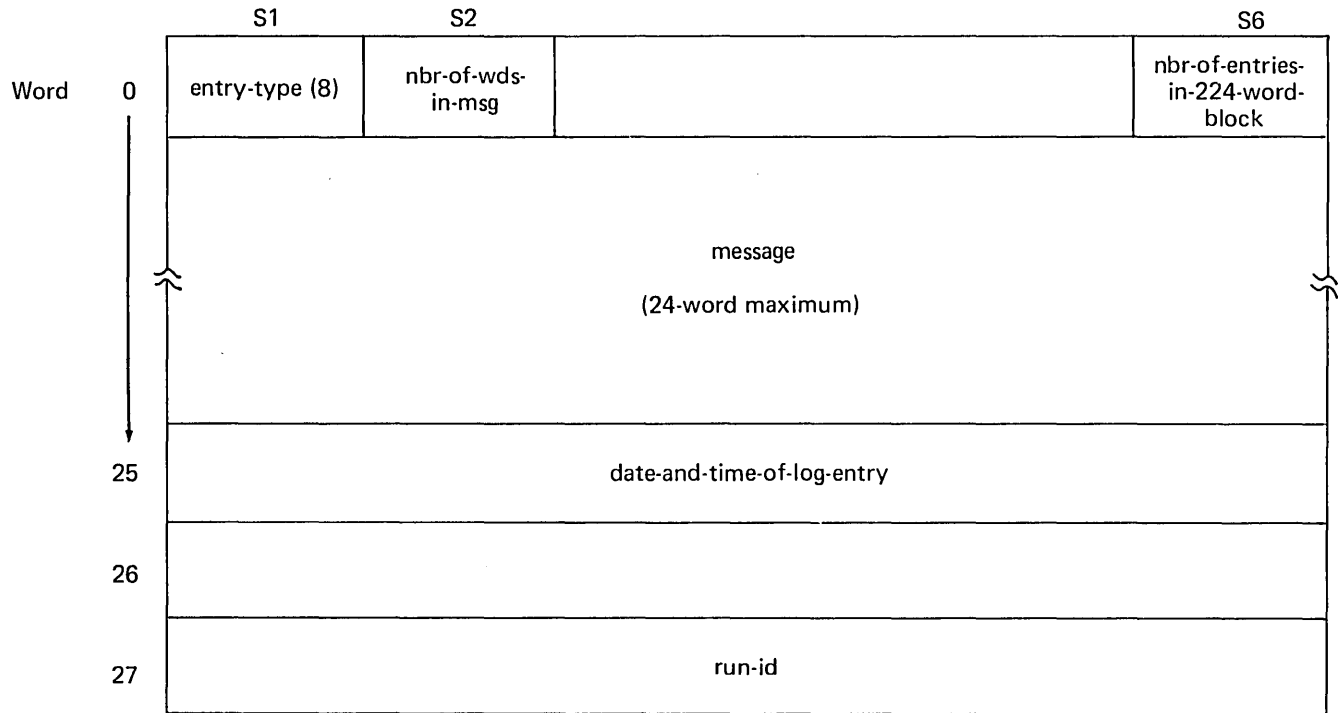 S1 S2 S6
Word 0 entry-type (8) nbr-of-wds- nbr-of-entries-
in-msg in-224-word-
block
message
(24-word maximum)
25 date-and-time-of-log-entry
26
27 run-id